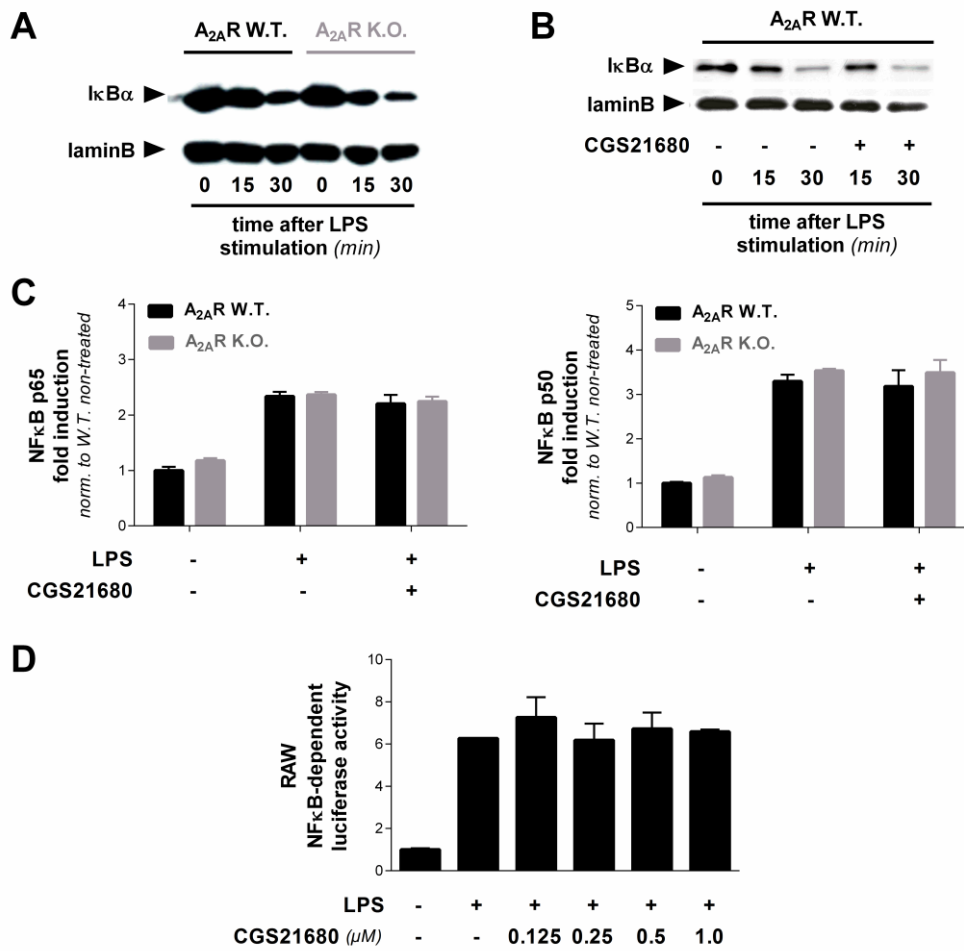 A
A2AR W.T. A2AR K.O.
IκBα
laminB
0 15 30 0 15 30
time after LPS
stimulation (min)
B
A2AR W.T.
IκBα
laminB
CGS21680 - - - + +
0 15 30 15 30
time after LPS
stimulation (min)
C
NFκB p65
fold induction
norm. to W.T. non-treated
4
3
2
1
0
A2AR W.T.
A2AR K.O.
LPS - + +
CGS21680 - - +
NFκB p50
fold induction
norm. to W.T. non-treated
5
4
3
2
1
0
A2AR W.T.
A2AR K.O.
LPS - + +
CGS21680 - - +
D
RAW
NFκB-dependent
luciferase activity
10
8
6
4
2
0
LPS - + + + + +
CGS21680 (µM) - - 0.125 0.25 0.5 1.0